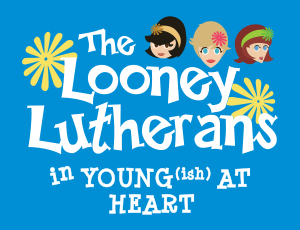 The
Looney
Lutherans
in YOUNG(ish) AT
HEART